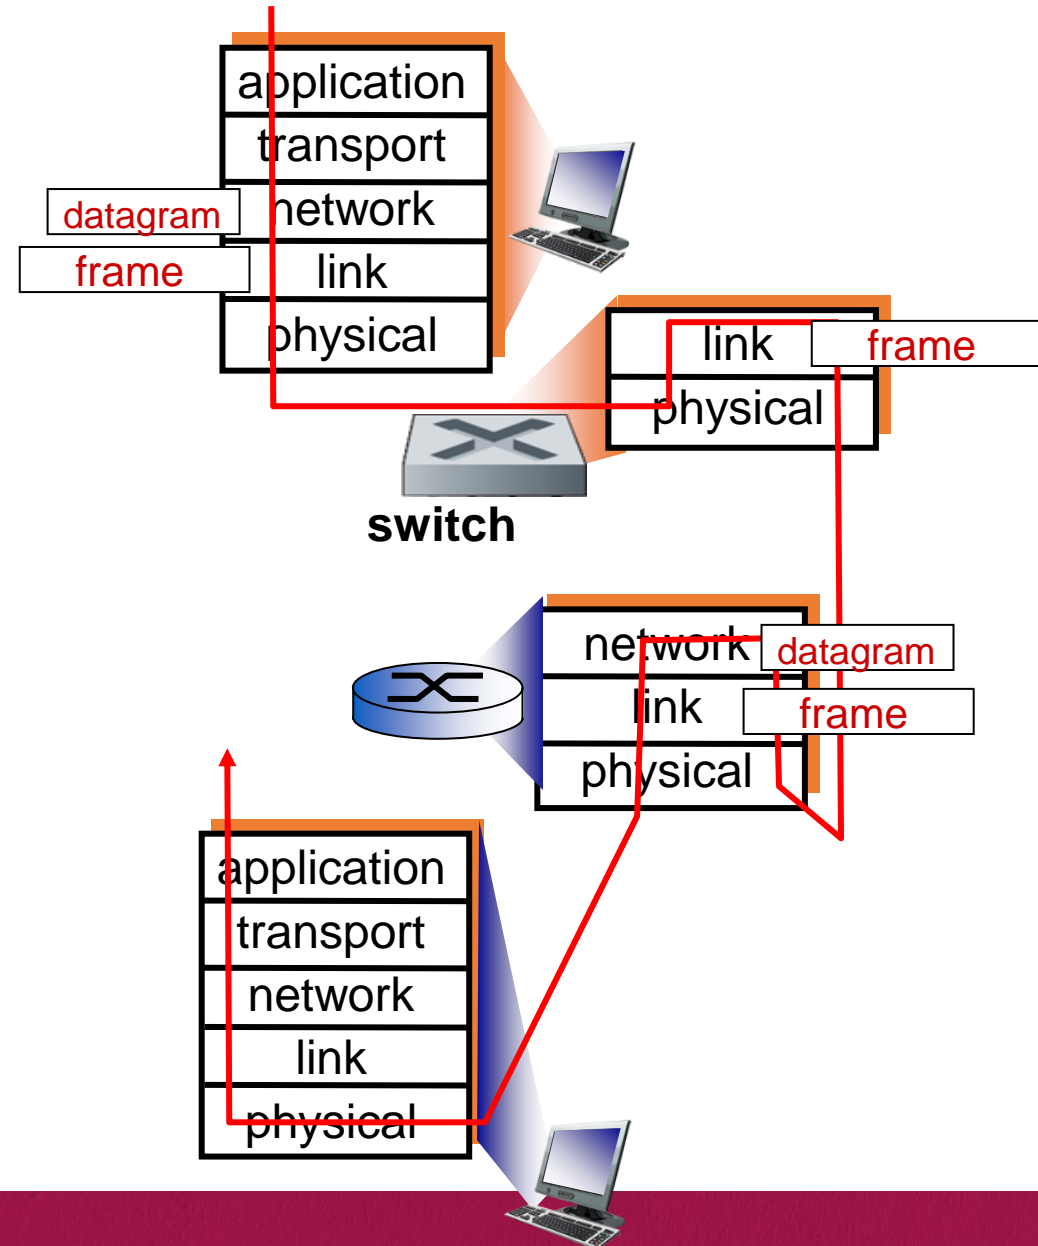 application
transport
datagram network
frame link
physical
link frame
physical
switch
network datagram
link frame
physical
application
transport
network
link
physical